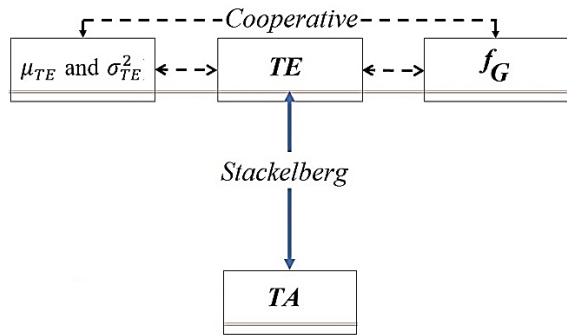 Cooperative
μ_TE and σ²_TE
TE
f_G
Stackelberg
TA